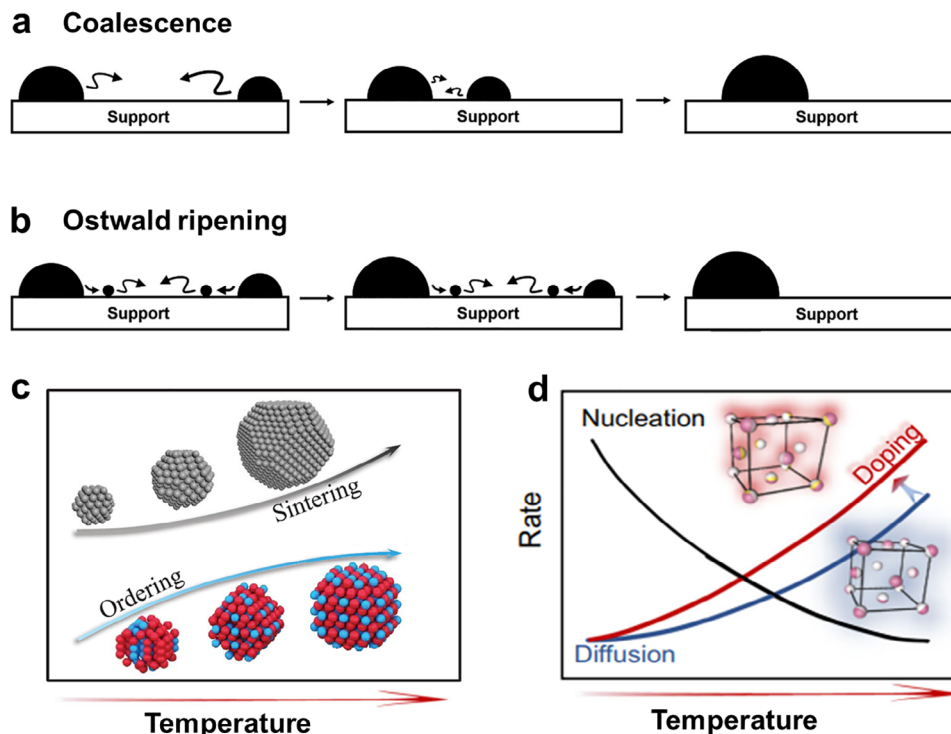 a Coalescence
Support
Support
Support
b Ostwald ripening
Support
Support
Support
c
Sintering
Ordering
Temperature
d
Nucleation
Doping
Rate
Diffusion
Temperature